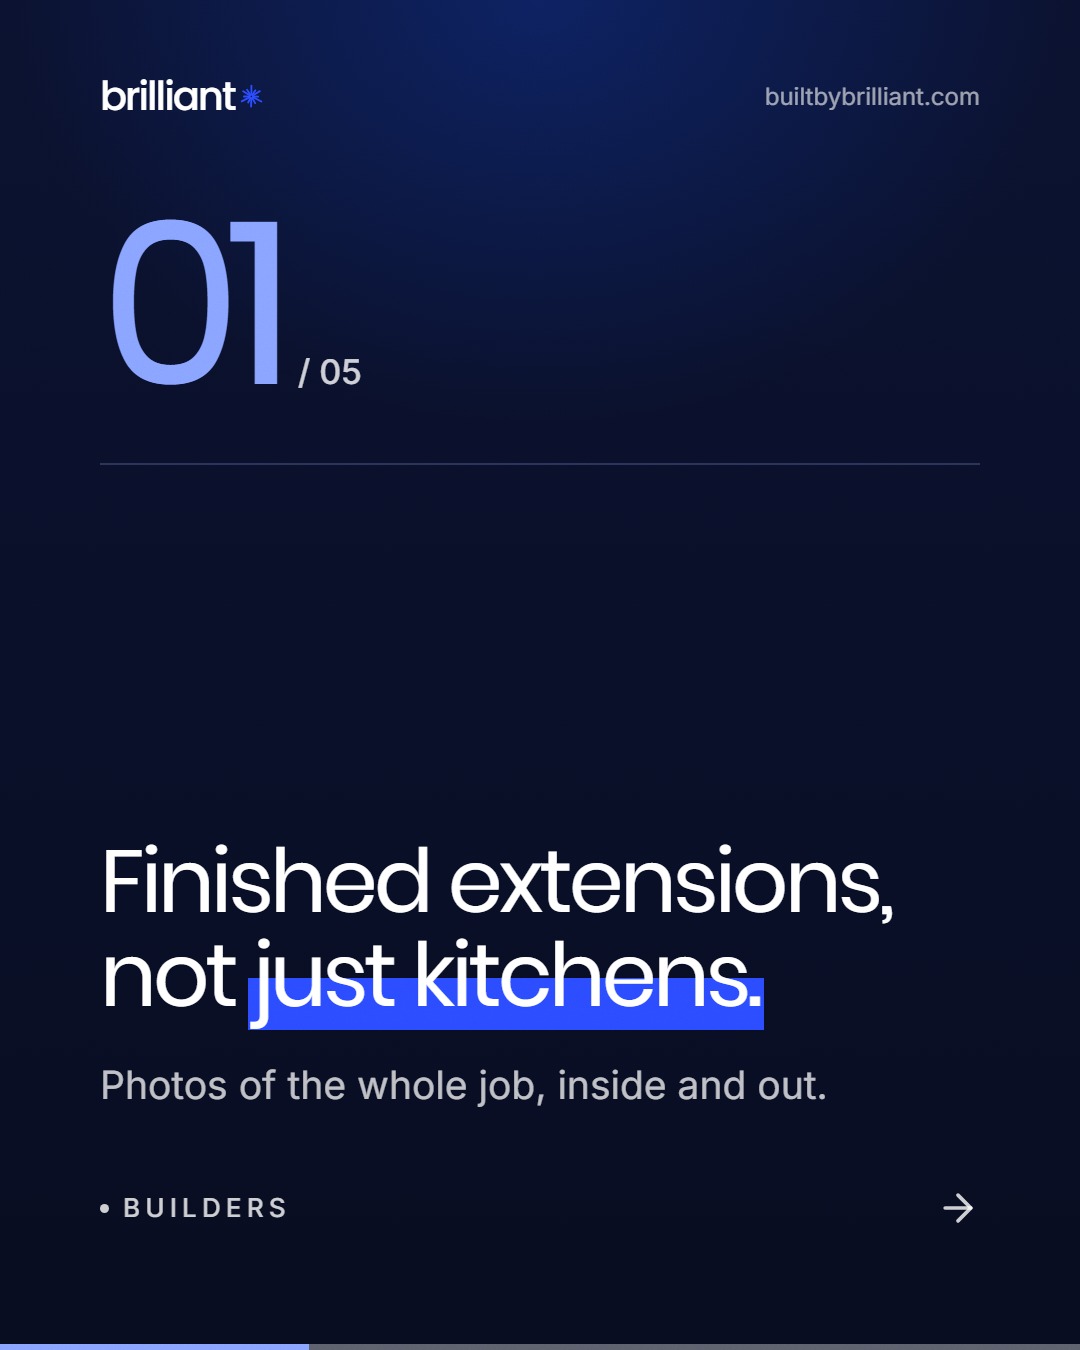 brilliant
builtbybrilliant.com
01 / 05
Finished extensions,
not just kitchens.
Photos of the whole job, inside and out.
• BUILDERS